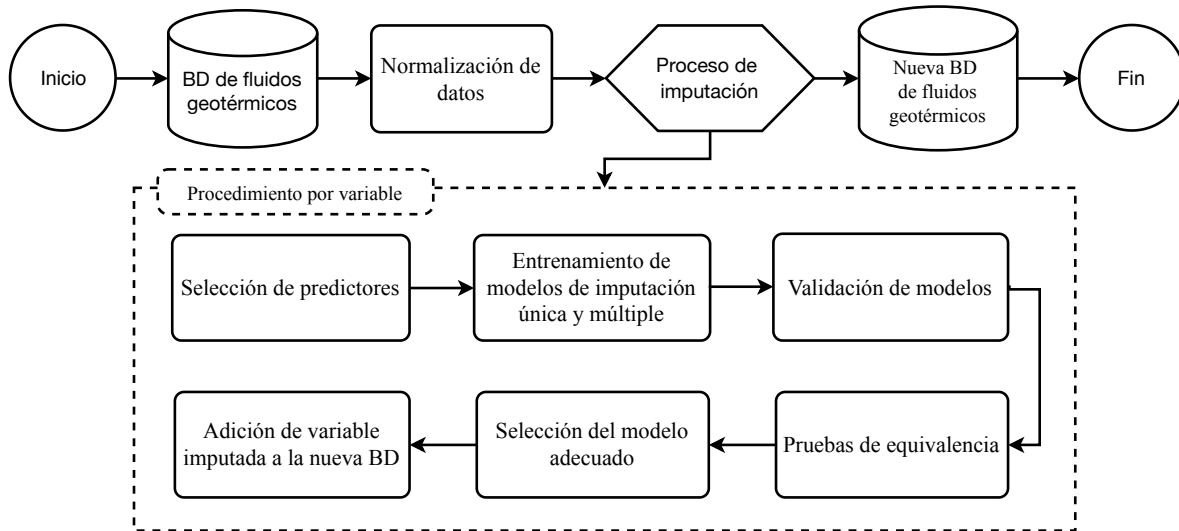 Inicio
BD de fluidos
geotérmicos
Normalización de
datos
Proceso de
imputación
Nueva BD
de fluidos
geotérmicos
Fin
Procedimiento por variable
Selección de predictores
Entrenamiento de
modelos de imputación
única y múltiple
Validación de modelos
Adición de variable
imputada a la nueva BD
Selección del modelo
adecuado
Pruebas de equivalencia